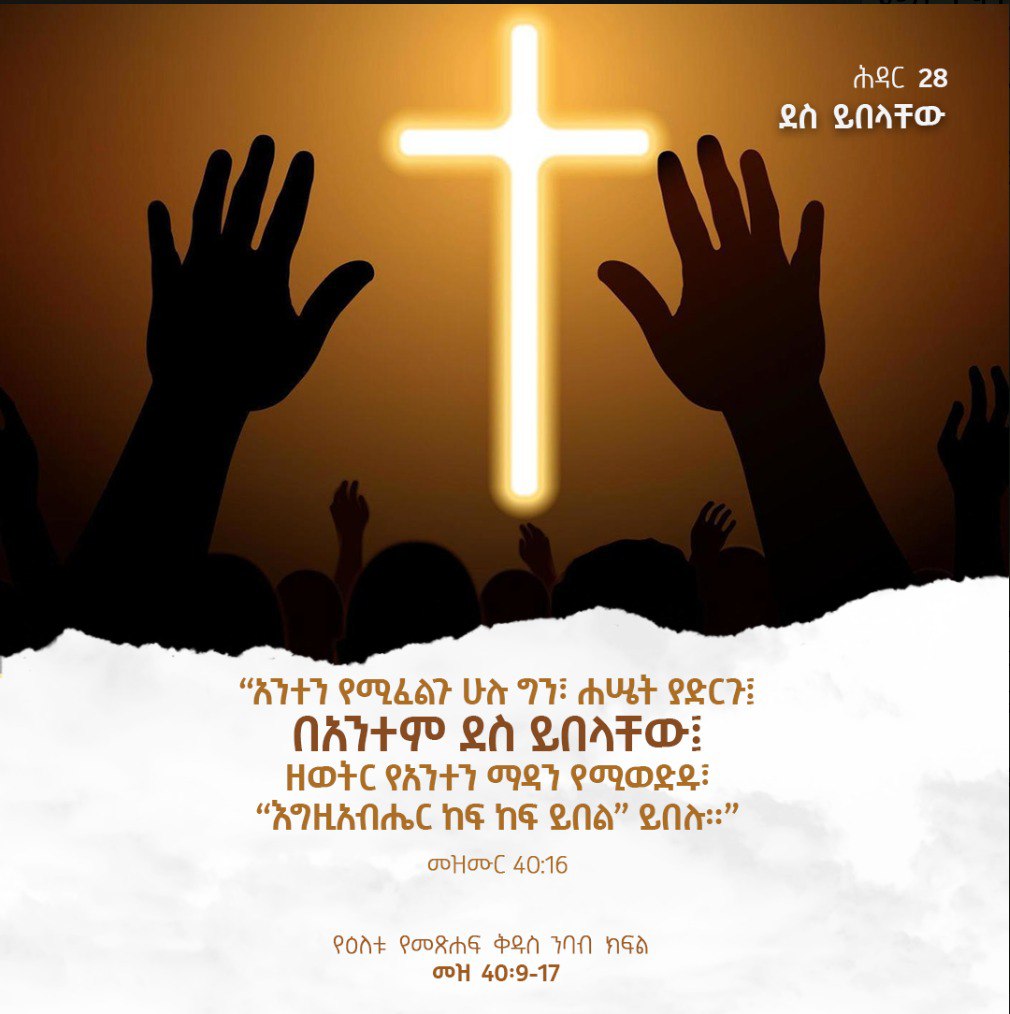 ሕዳር 28
ደስ ይበላቸው
“አንተን የሚፈልጉ ሁሉ ግን፣ ሐሤት ያድርጉ፤
በአንተም ደስ ይበላቸው፤
ዘወትር የአንተን ማዳን የሚወድዱ፣
“እግዚአብሔር ከፍ ከፍ ይበል” ይበሉ።”
መዝሙር 40:16
የዕለቱ የመጽሐፍ ቅዱስ ንባብ ክፍል
መዝ 40፡9-17